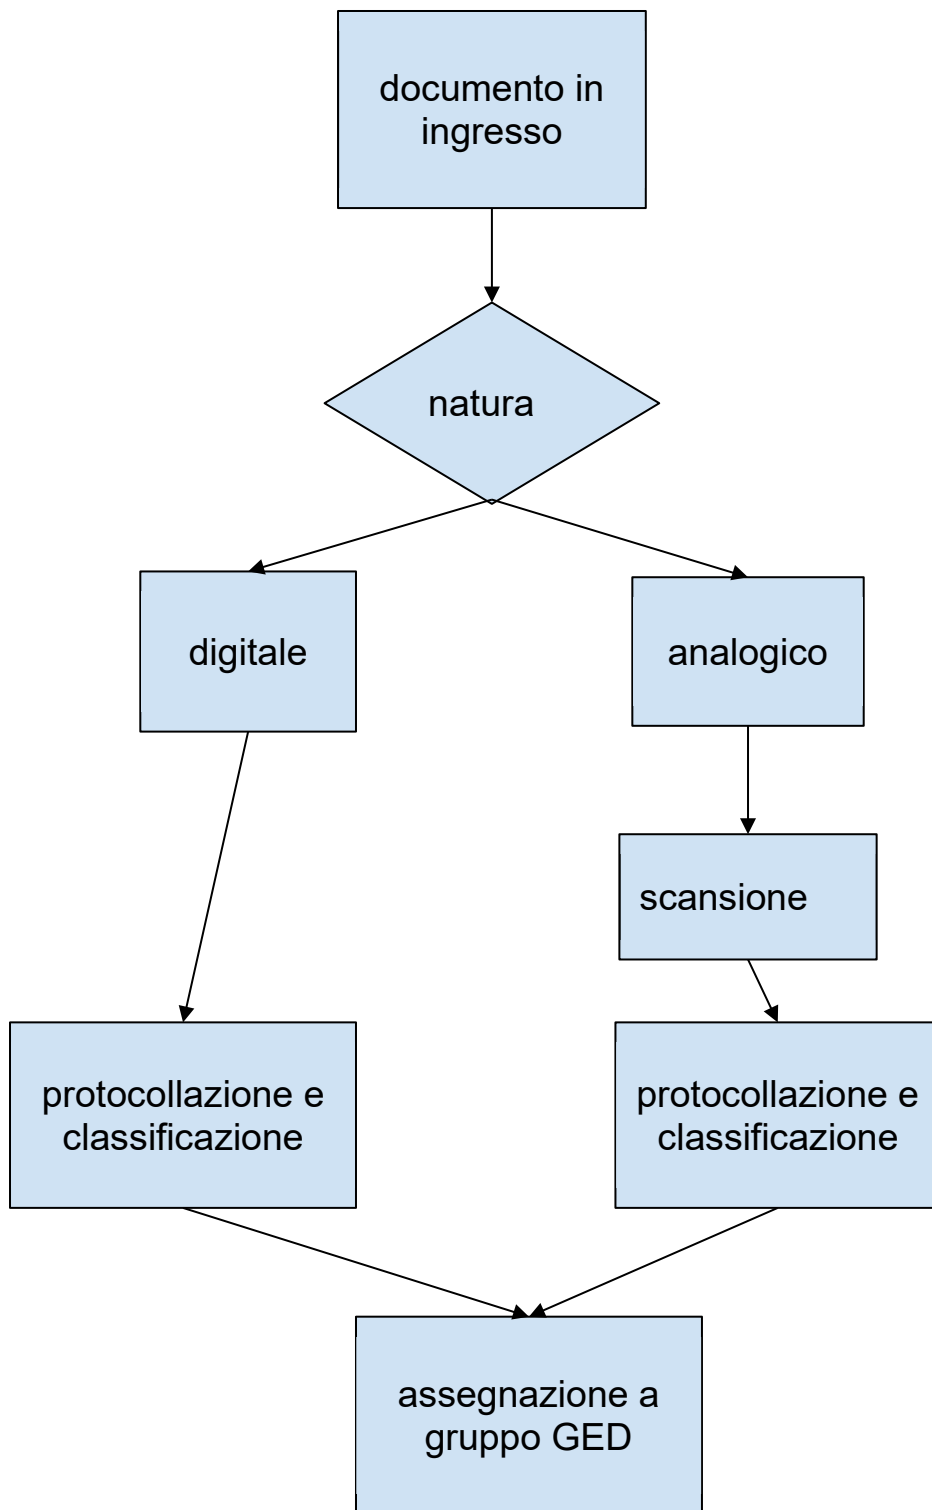 documento in
ingresso
natura
digitale
analogico
scansione
protocollazione e
classificazione
protocollazione e
classificazione
assegnazione a
gruppo GED